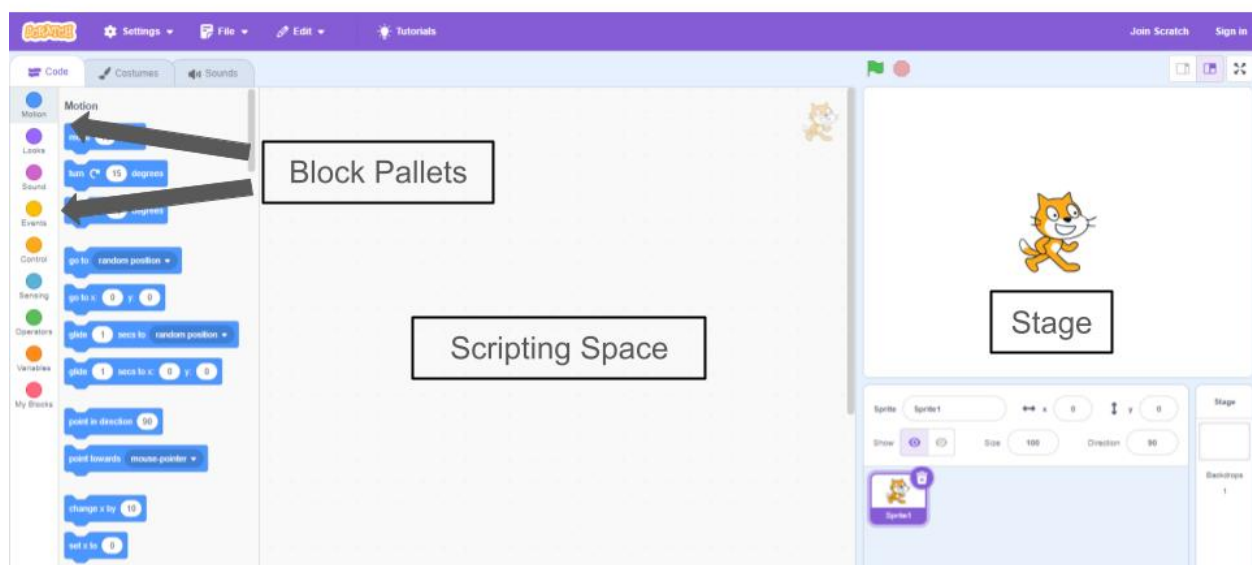 SCRATCH Settings File Edit Tutorials Join Scratch Sign in
Code Costumes Sounds
Motion
Looks
Sound
Events
Control
Sensing
Operators
Variables
My Blocks
Motion
turn 15 degrees
degrees
go to random position
go to x: 0 y: 0
glide 1 secs to random position
glide 1 secs to x: 0 y: 0
point in direction 90
point towards mouse-pointer
change x by 10
set x to 0
Block Pallets
Scripting Space
Stage
Sprite Sprite1 x 0 y 0
Show Size 100 Direction 90
Sprite1
Stage
Backdrops
1